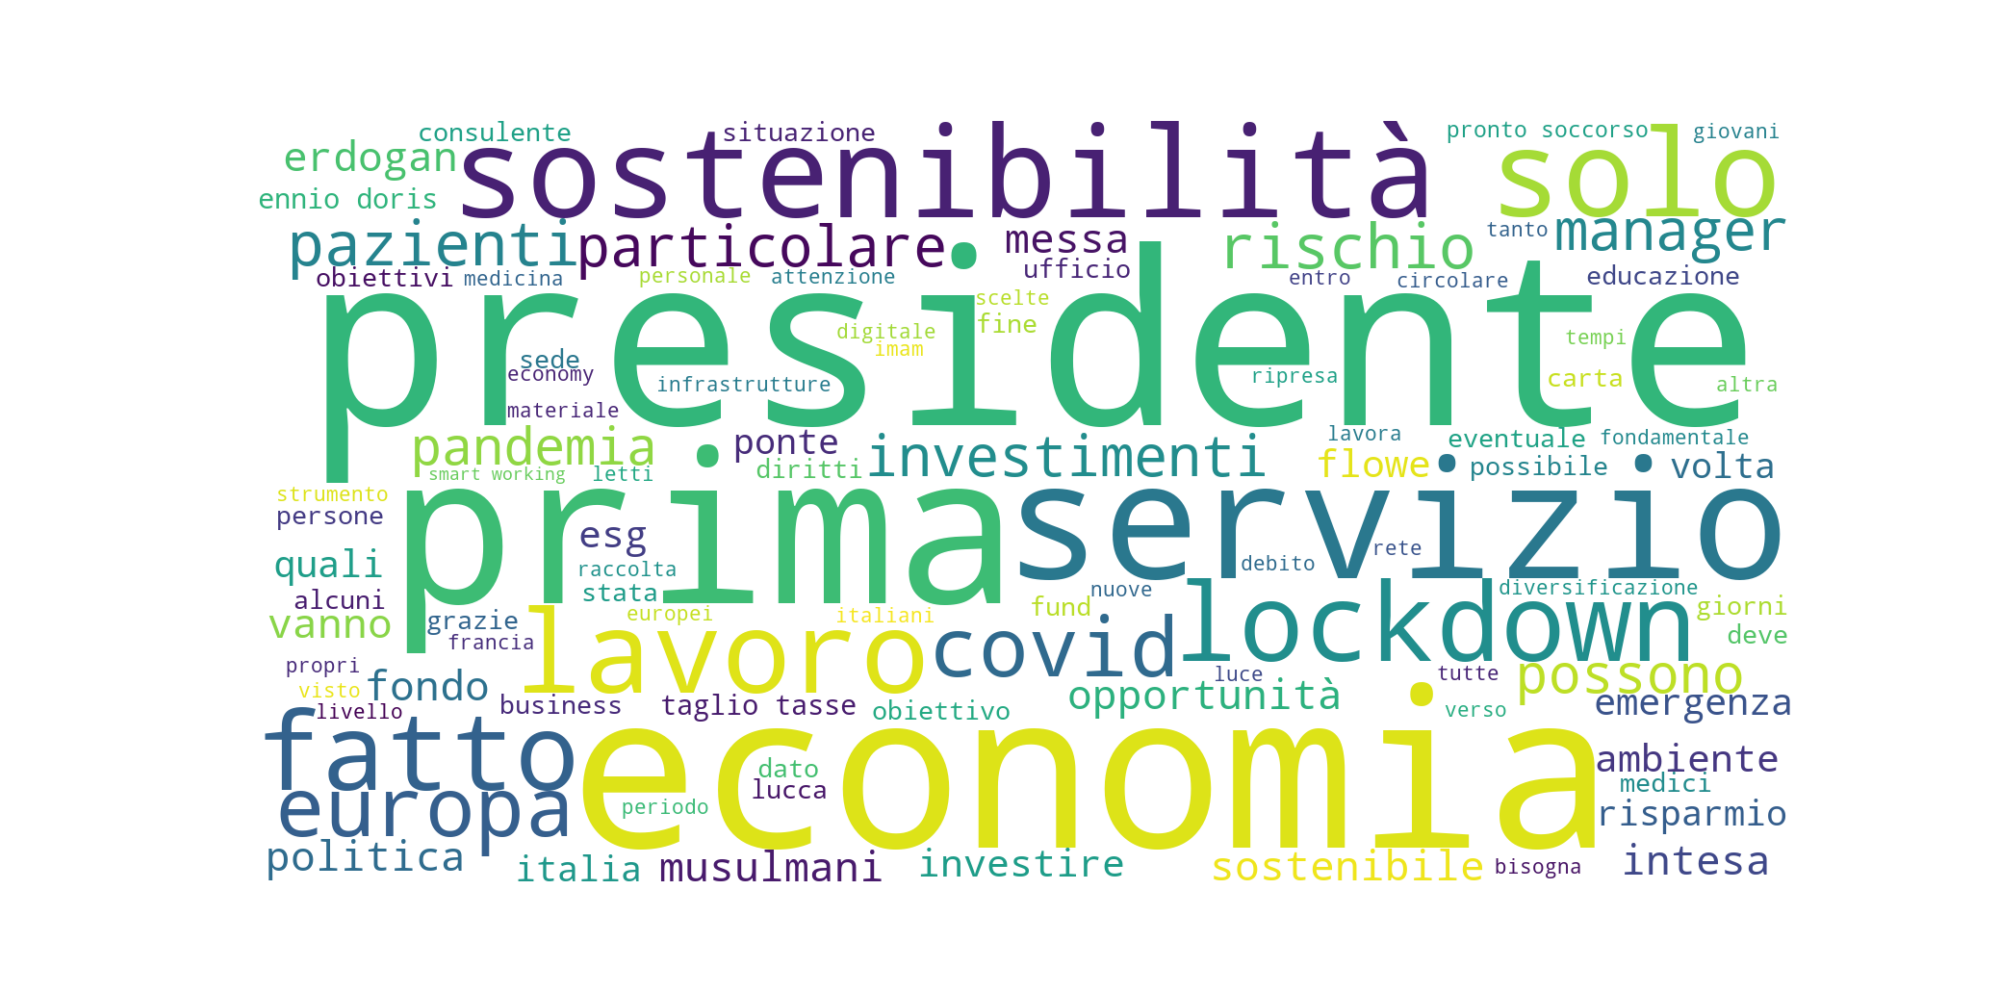 consulente
situazione
sostenibilità
pronto soccorso
giovani
solo
erdogan
ennio doris
pazienti
particolare
messa
rischio
tanto
manager
ufficio
obiettivi
medicina
personale
attenzione
entro
circolare
educazione
presidente
scelte
fine
digitale
imam
tempi
sede
economy
infrastrutture
ripresa
carta
altra
materiale
pandemia
ponte
investimenti
lavora
eventuale
fondamentale
smart working
letti
diritti
flowe
possibile
volta
strumento
persone
prima
servizio
esg
quali
raccolta
stata
debito
rete
alcuni
nuove
lockdown
diversificazione
vanno
grazie
francia
lavoro
europei
italiani
covid
fund
giorni
deve
propri
visto
livello
fondo
business
taglio tasse
obiettivo
opportunità
luce
tutte
verso
possono
emergenza
fatto
economia
ambiente
dato
lucca
periodo
medici
europa
risparmio
politica
italia
musulmani
investire
sostenibile
bisogna
intesa